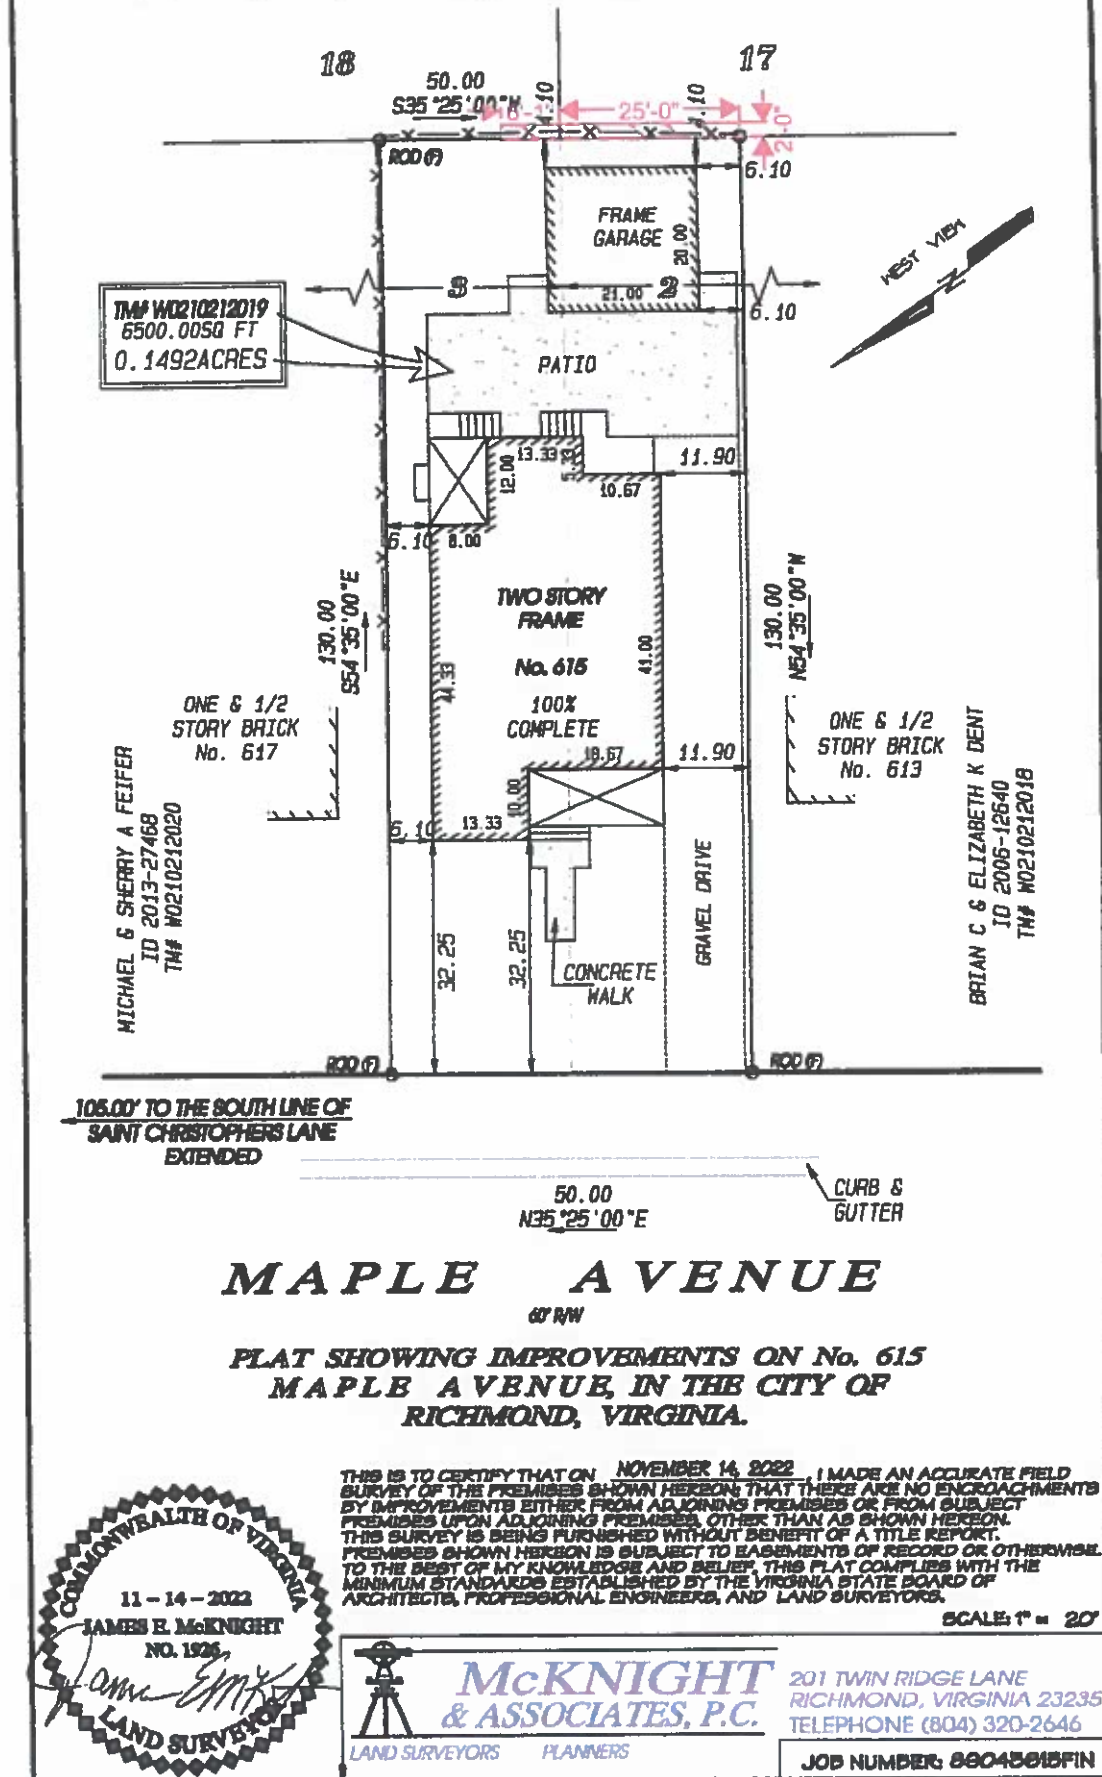 18
17
50.00
S35°25'00"W
4.10
4.10
25'-0"
2'-0"
ROD (F)
6.10
FRAME
GARAGE
20.00
WEST VIEW
N
3
2
21.00
6.10
TM# W0210212019
6500.00SQ FT
0.1492ACRES
PATIO
13.33
5.33
12.00
11.90
10.67
6.10
8.00
TWO STORY
FRAME
No. 615
100%
COMPLETE
44.33
41.00
130.00
S54°35'00"E
130.00
N54°35'00"W
ONE & 1/2
STORY BRICK
No. 617
ONE & 1/2
STORY BRICK
No. 613
MICHAEL & SHERRY A FEIFER
ID 2013-27468
TM# W0210212020
BRIAN C & ELIZABETH K DENT
ID 2006-12640
TM# W0210212018
18.67
11.90
10.00
13.33
6.10
32.25
32.25
GRAVEL DRIVE
CONCRETE
WALK
ROD (F)
ROD (F)
105.00' TO THE SOUTH LINE OF
SAINT CHRISTOPHERS LANE
EXTENDED
CURB &
GUTTER
50.00
N35°25'00"E
MAPLE AVENUE
60' R/W
PLAT SHOWING IMPROVEMENTS ON No. 615
MAPLE AVENUE, IN THE CITY OF
RICHMOND, VIRGINIA.
THIS IS TO CERTIFY THAT ON NOVEMBER 14, 2022, I MADE AN ACCURATE FIELD
SURVEY OF THE PREMISES SHOWN HEREON; THAT THERE ARE NO ENCROACHMENTS
BY IMPROVEMENTS EITHER FROM ADJOINING PREMISES OR FROM SUBJECT
PREMISES UPON ADJOINING PREMISES, OTHER THAN AS SHOWN HEREON.
THIS SURVEY IS BEING FURNISHED WITHOUT BENEFIT OF A TITLE REPORT.
PREMISES SHOWN HEREON IS SUBJECT TO EASEMENTS OF RECORD OR OTHERWISE.
TO THE BEST OF MY KNOWLEDGE AND BELIEF, THIS PLAT COMPLIES WITH THE
MINIMUM STANDARDS ESTABLISHED BY THE VIRGINIA STATE BOARD OF
ARCHITECTS, PROFESSIONAL ENGINEERS, AND LAND SURVEYORS.
SCALE: 1" = 20'
COMMONWEALTH OF VIRGINIA
11-14-2022
JAMES E. McKNIGHT
NO. 1926
LAND SURVEYOR
McKNIGHT
& ASSOCIATES, P.C.
LAND SURVEYORS PLANNERS
201 TWIN RIDGE LANE
RICHMOND, VIRGINIA 23235
TELEPHONE (804) 320-2646
JOB NUMBER: